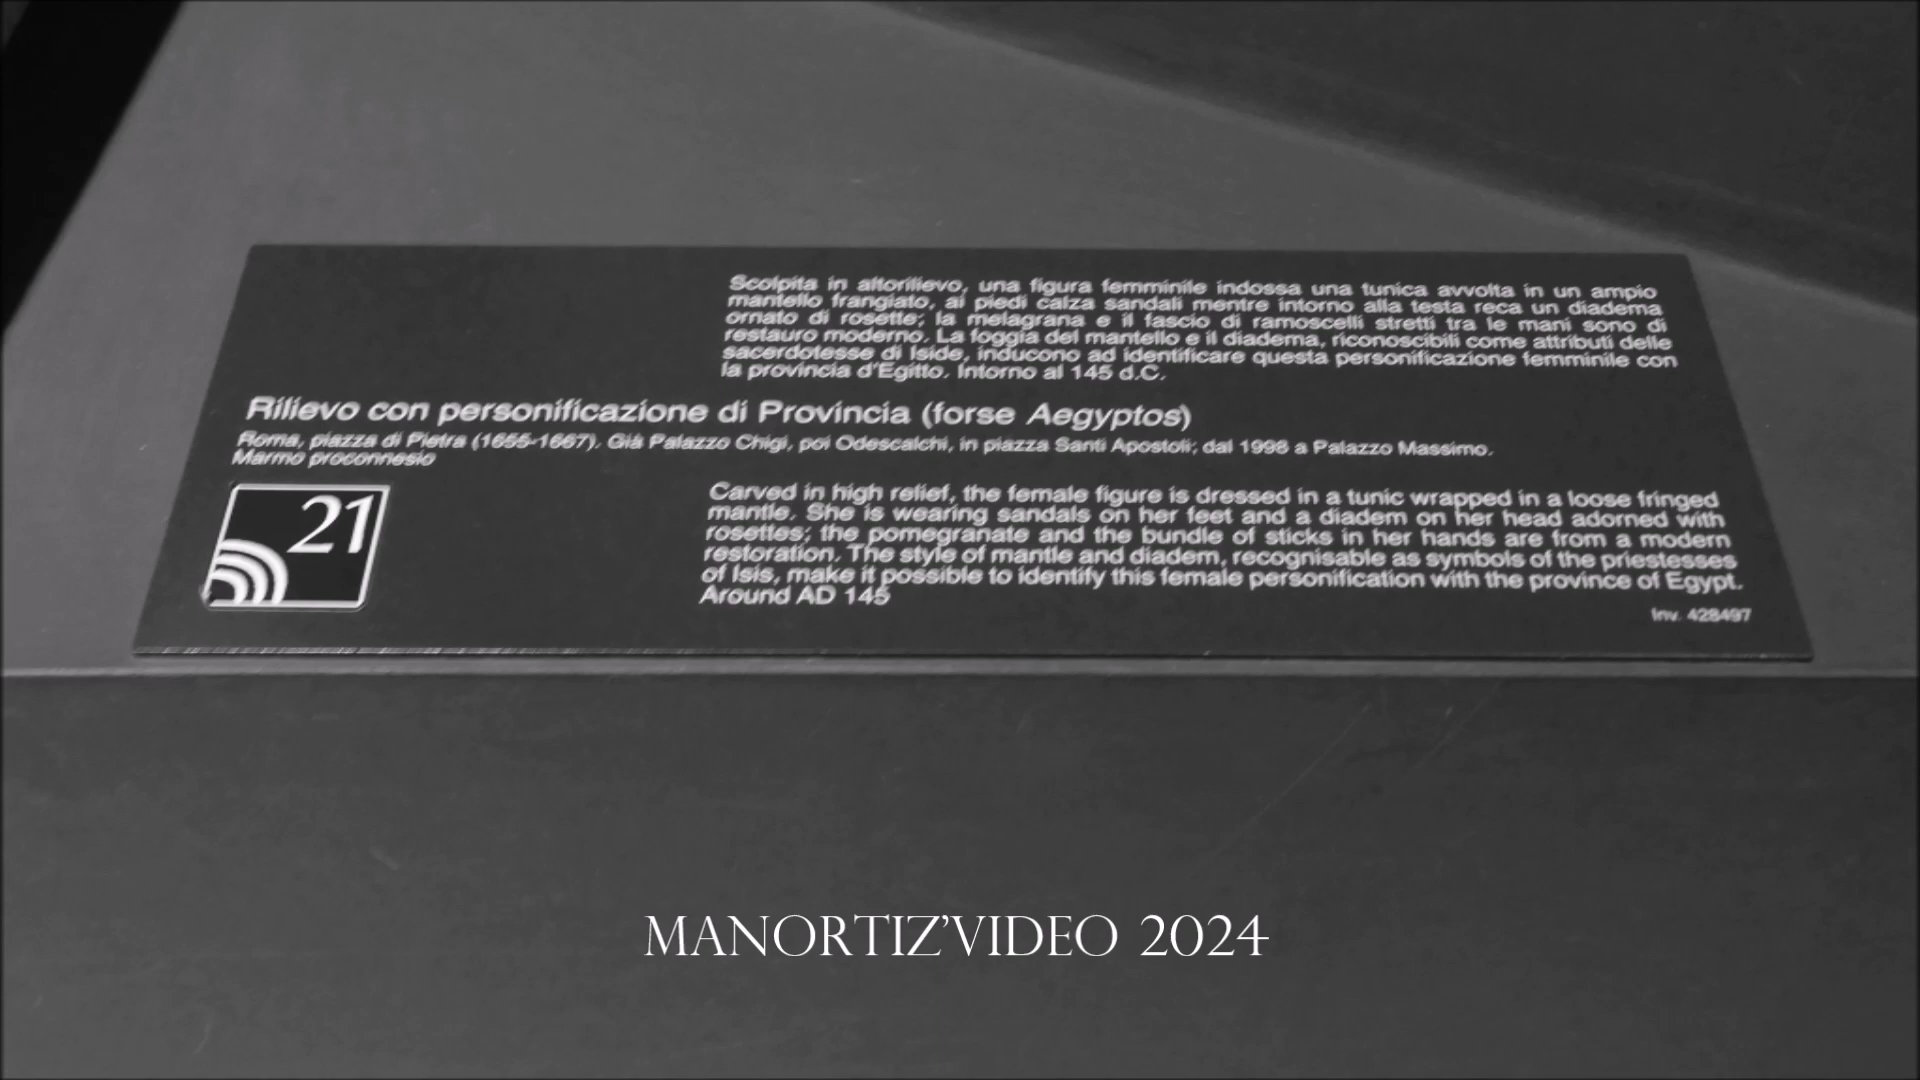 Scolpita in altorilievo, una figura femminile indossa una tunica avvolta in un ampio
mantello frangiato, ai piedi calza sandali mentre intorno alla testa reca un diadema
ornato di rosette; la melagrana e il fascio di ramoscelli stretti tra le mani sono di
restauro moderno. La foggia del mantello e il diadema, riconoscibili come attributi delle
sacerdotesse di Iside, inducono ad identificare questa personificazione femminile con
la provincia d'Egitto. Intorno al 145 d.C.
Rilievo con personificazione di Provincia (forse Aegyptos)
Roma, piazza di Pietra (1655-1667). Già Palazzo Chigi, poi Odescalchi, in piazza Santi Apostoli; dal 1998 a Palazzo Massimo.
Marmo proconnesio
21
Carved in high relief, the female figure is dressed in a tunic wrapped in a loose fringed
mantle. She is wearing sandals on her feet and a diadem on her head adorned with
rosettes; the pomegranate and the bundle of sticks in her hands are from a modern
restoration. The style of mantle and diadem, recognisable as symbols of the priestesses
of Isis, make it possible to identify this female personification with the province of Egypt.
Around AD 145
Inv. 428497
MANORTIZ'VIDEO 2024